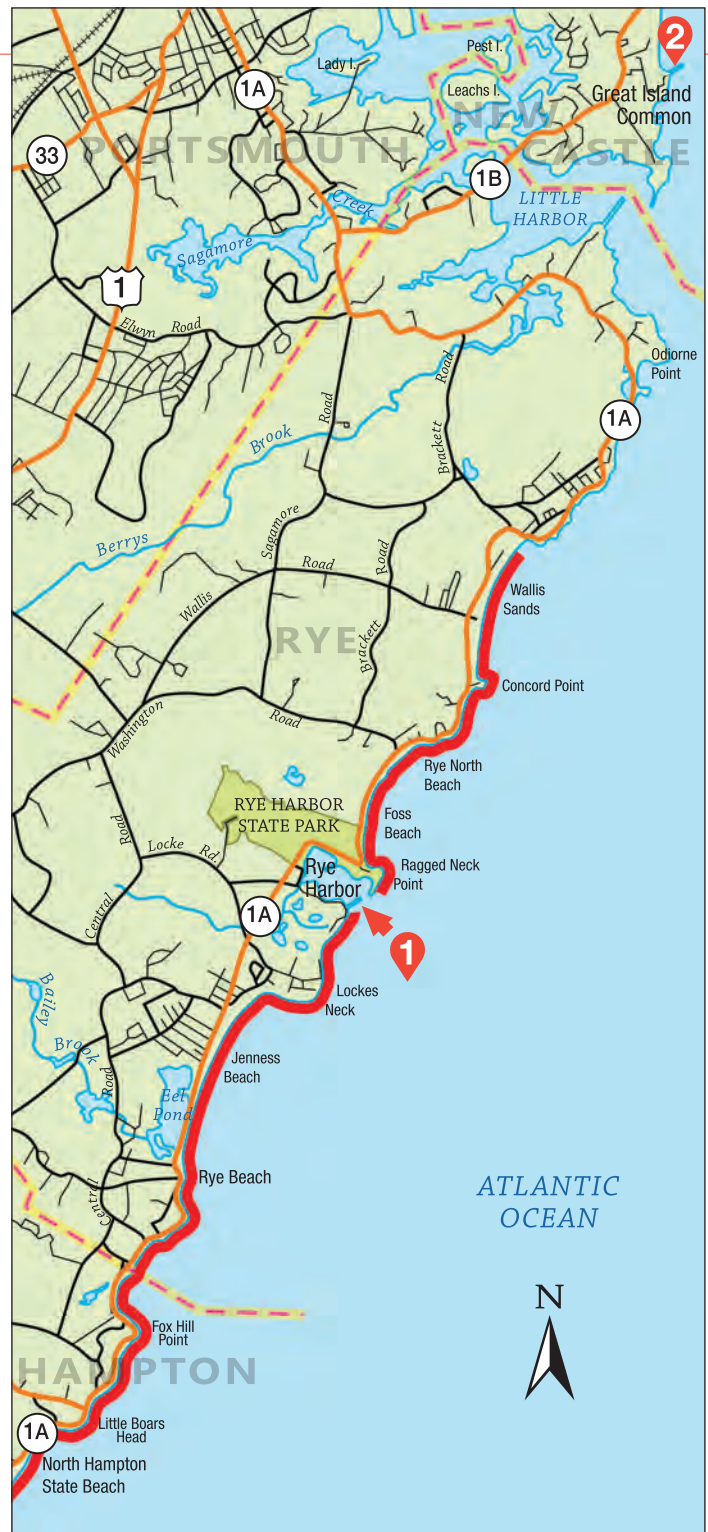 2
Pest I.
Lady I.
1A
Leachs I.
Great Island
Common
NEW
CASTLE
PORTSMOUTH
33
1B
LITTLE
HARBOR
Creek
Sagamore
1
Elwyn Road
Odiorne
Point
Road
Road
1A
Brackett
Brook
Berrys
Sagamore
Road
Road
Wallis
Sands
Wallis
RYE
Brackett
Concord Point
Washington
Road
Rye North
Beach
RYE HARBOR
STATE PARK
Foss
Beach
Road
Locke Rd.
Rye
Harbor
Ragged Neck
Point
Central
1A
1
Bailey
Lockes
Neck
Brook
Jenness
Beach
Road
Eel
Pond
Rye Beach
ATLANTIC
OCEAN
Central
N
Fox Hill
Point
HAMPTON
Little Boars
Head
1A
North Hampton
State Beach